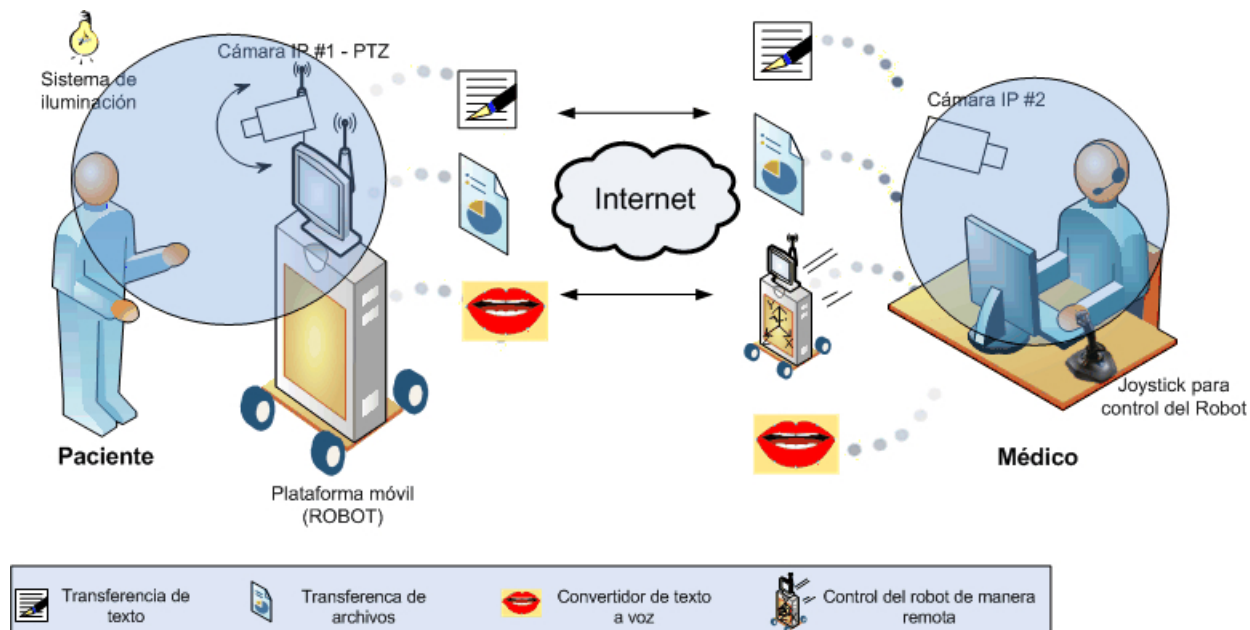 Sistema de
iluminación
Cámara IP #1 - PTZ
Cámara IP #2
Internet
Joystick para
control del Robot
Paciente
Médico
Plataforma móvil
(ROBOT)
Transferencia de
texto
Transferenca de
archivos
Convertidor de texto
a voz
Control del robot de manera
remota